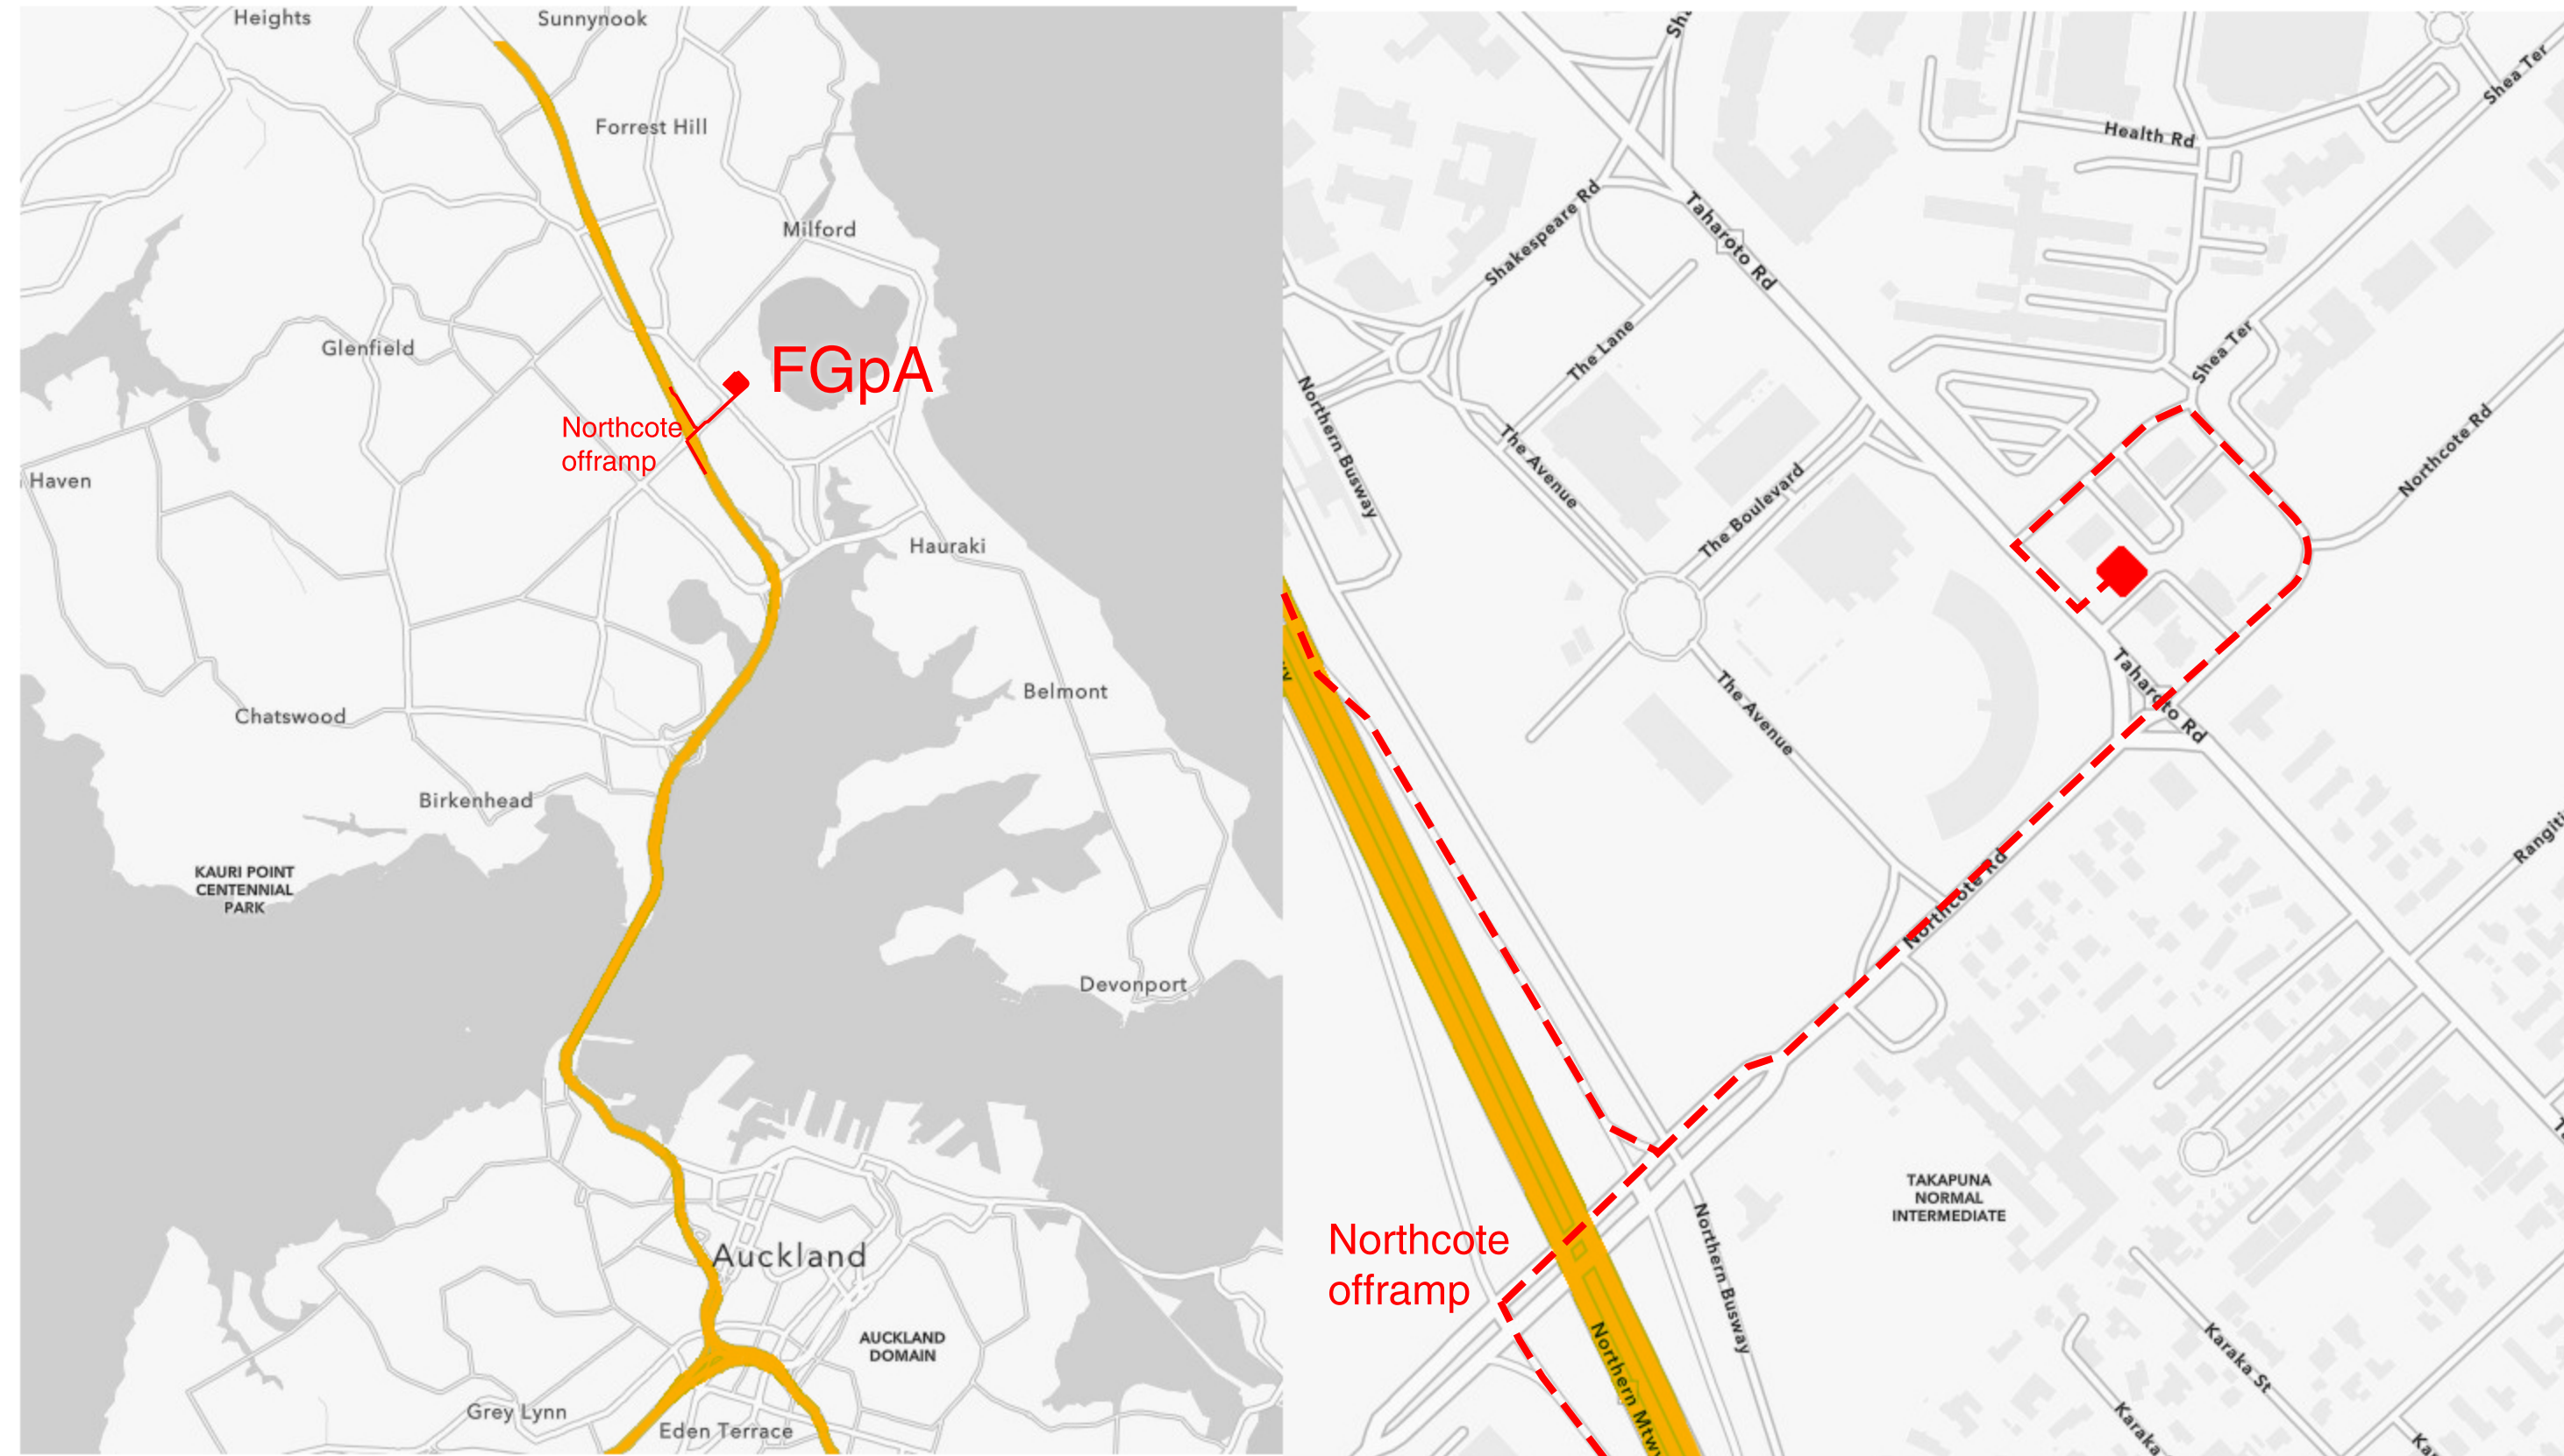 Heights
Sunnynook
Forrest Hill
Milford
Glenfield
FGpA
Northcote
offramp
Haven
Hauraki
Belmont
Chatswood
Birkenhead
KAURI POINT
CENTENNIAL
PARK
Devonport
Auckland
AUCKLAND
DOMAIN
Grey Lynn
Eden Terrace
Shea Ter
Health Rd
Shakespeare Rd
Taharoto Rd
The Lane
Shea Ter
Northern Busway
The Avenue
The Boulevard
Northcote Rd
The Avenue
Taharoto Rd
Northcote Rd
TAKAPUNA
NORMAL
INTERMEDIATE
Northcote
offramp
Northern Busway
Northern Mtwy
Karaka St
Karaka